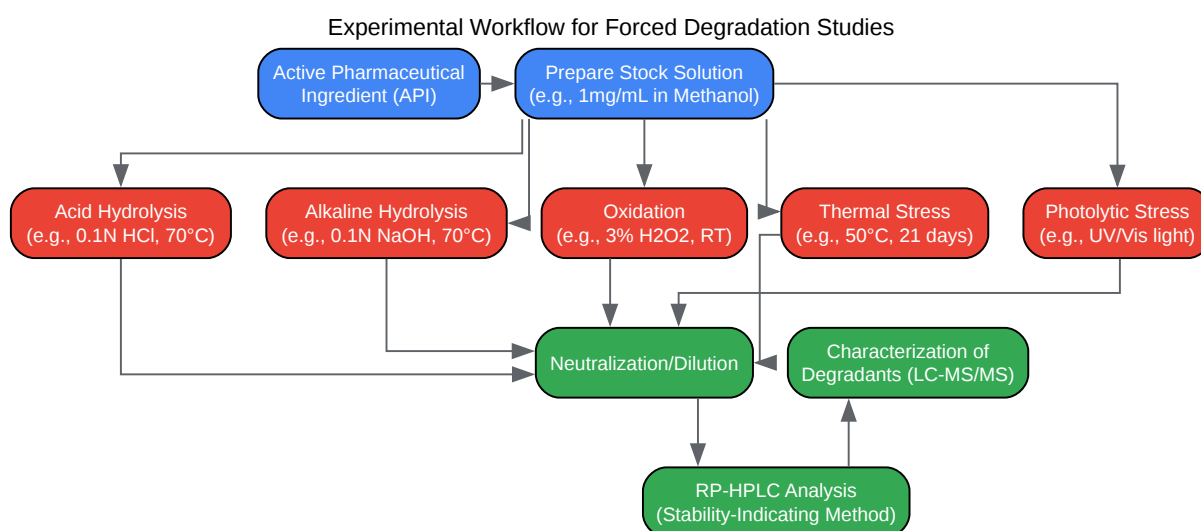 Experimental Workflow for Forced Degradation Studies
Active Pharmaceutical
Ingredient (API)
Prepare Stock Solution
(e.g., 1mg/mL in Methanol)
Acid Hydrolysis
(e.g., 0.1N HCl, 70°C)
Alkaline Hydrolysis
(e.g., 0.1N NaOH, 70°C)
Oxidation
(e.g., 3% H2O2, RT)
Thermal Stress
(e.g., 50°C, 21 days)
Photolytic Stress
(e.g., UV/Vis light)
Neutralization/Dilution
Characterization of
Degradants (LC-MS/MS)
RP-HPLC Analysis
(Stability-Indicating Method)